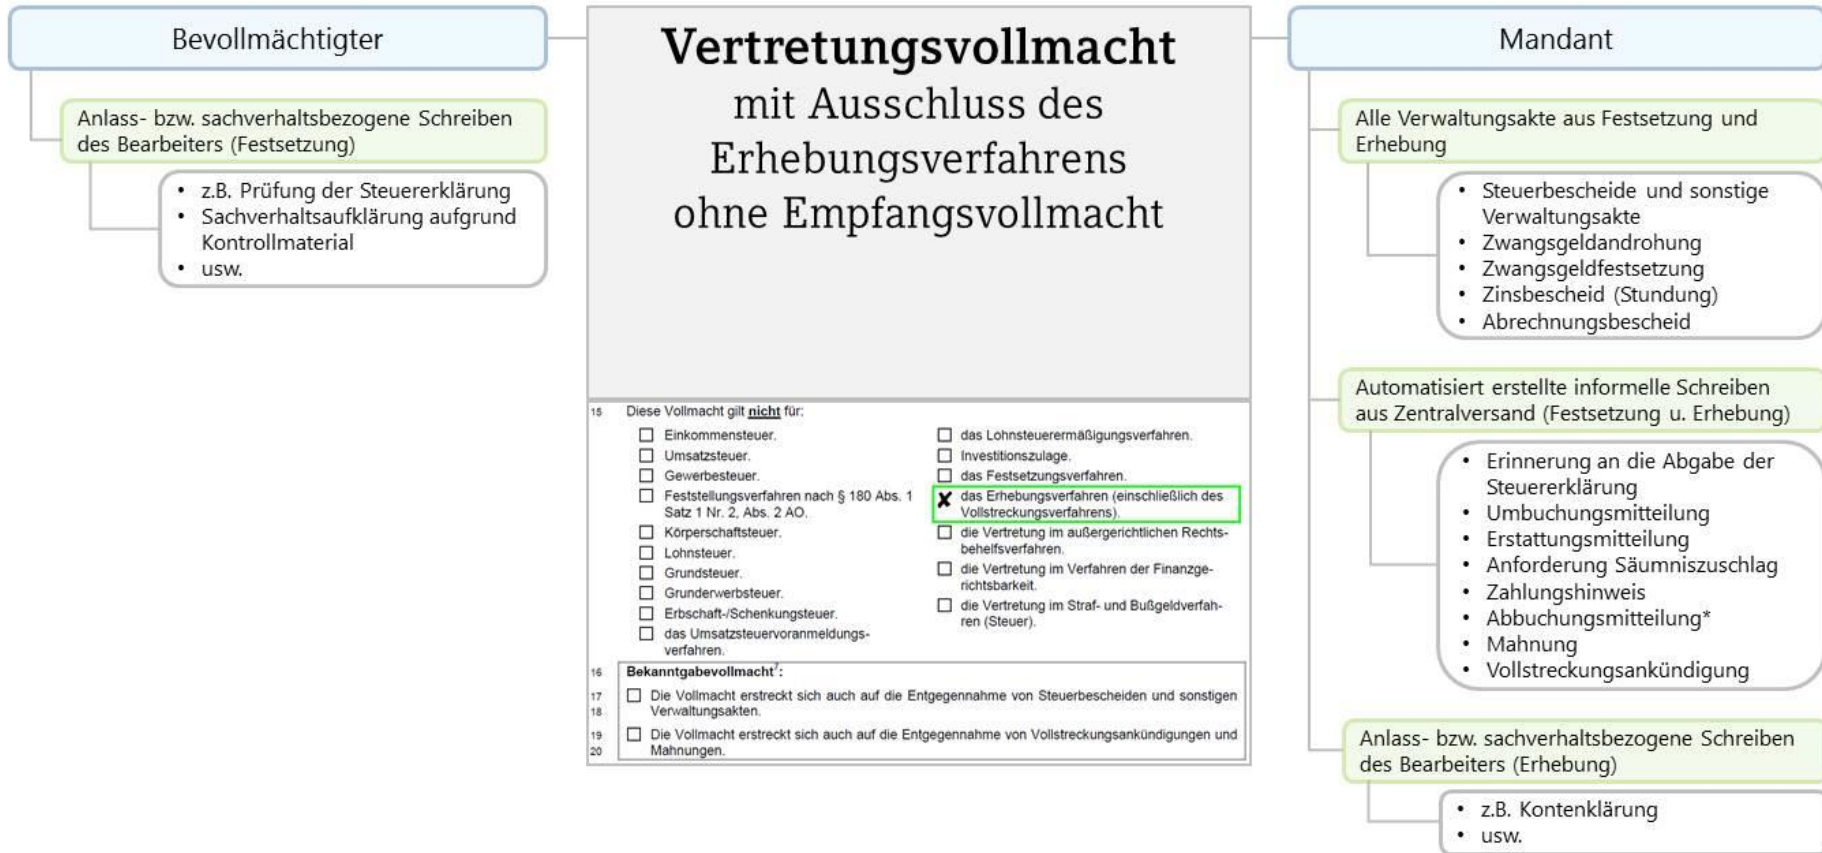 Bevollmächtigter
Anlass- bzw. sachverhaltsbezogene Schreiben
des Bearbeiters (Festsetzung)
• z.B. Prüfung der Steuererklärung
• Sachverhaltsaufklärung aufgrund
Kontrollmaterial
• usw.
Vertretungsvollmacht
mit Ausschluss des
Erhebungsverfahrens
ohne Empfangsvollmacht
15 Diese Vollmacht gilt nicht für:
Einkommensteuer.
Umsatzsteuer.
Gewerbesteuer.
Feststellungsverfahren nach § 180 Abs. 1
Satz 1 Nr. 2, Abs. 2 AO.
Körperschaftsteuer.
Lohnsteuer.
Grundsteuer.
Grunderwerbsteuer.
Erbschaft-/Schenkungsteuer.
das Umsatzsteuervoranmeldungs-
verfahren.
das Lohnsteuerermäßigungsverfahren.
Investitionszulage.
das Festsetzungsverfahren.
✘ das Erhebungsverfahren (einschließlich des
Vollstreckungsverfahrens).
die Vertretung im außergerichtlichen Rechts-
behelfsverfahren.
die Vertretung im Verfahren der Finanzge-
richtsbarkeit.
die Vertretung im Straf- und Bußgeldverfah-
ren (Steuer).
16 Bekanntgabevollmacht7:
17 Die Vollmacht erstreckt sich auch auf die Entgegennahme von Steuerbescheiden und sonstigen
18 Verwaltungsakten.
19 Die Vollmacht erstreckt sich auch auf die Entgegennahme von Vollstreckungsankündigungen und
20 Mahnungen.
Mandant
Alle Verwaltungsakte aus Festsetzung und
Erhebung
• Steuerbescheide und sonstige
Verwaltungsakte
• Zwangsgeldandrohung
• Zwangsgeldfestsetzung
• Zinsbescheid (Stundung)
• Abrechnungsbescheid
Automatisiert erstellte informelle Schreiben
aus Zentralversand (Festsetzung u. Erhebung)
• Erinnerung an die Abgabe der
Steuererklärung
• Umbuchungsmitteilung
• Erstattungsmitteilung
• Anforderung Säumniszuschlag
• Zahlungshinweis
• Abbuchungsmitteilung*
• Mahnung
• Vollstreckungsankündigung
Anlass- bzw. sachverhaltsbezogene Schreiben
des Bearbeiters (Erhebung)
• z.B. Kontenklärung
• usw.